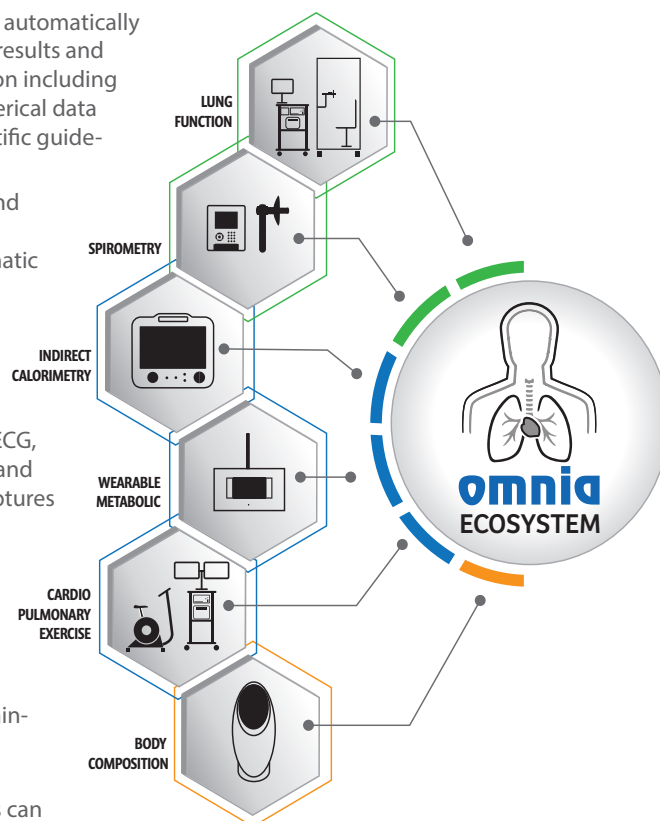 automatically
results and
on including
erical data
tific guide-
nd
natic
ECG,
and
ptures
nin-
s can
LUNG
FUNCTION
SPIROMETRY
INDIRECT
CALORIMETRY
WEARABLE
METABOLIC
CARDIO
PULMONARY
EXERCISE
BODY
COMPOSITION
omnia
ECOSYSTEM